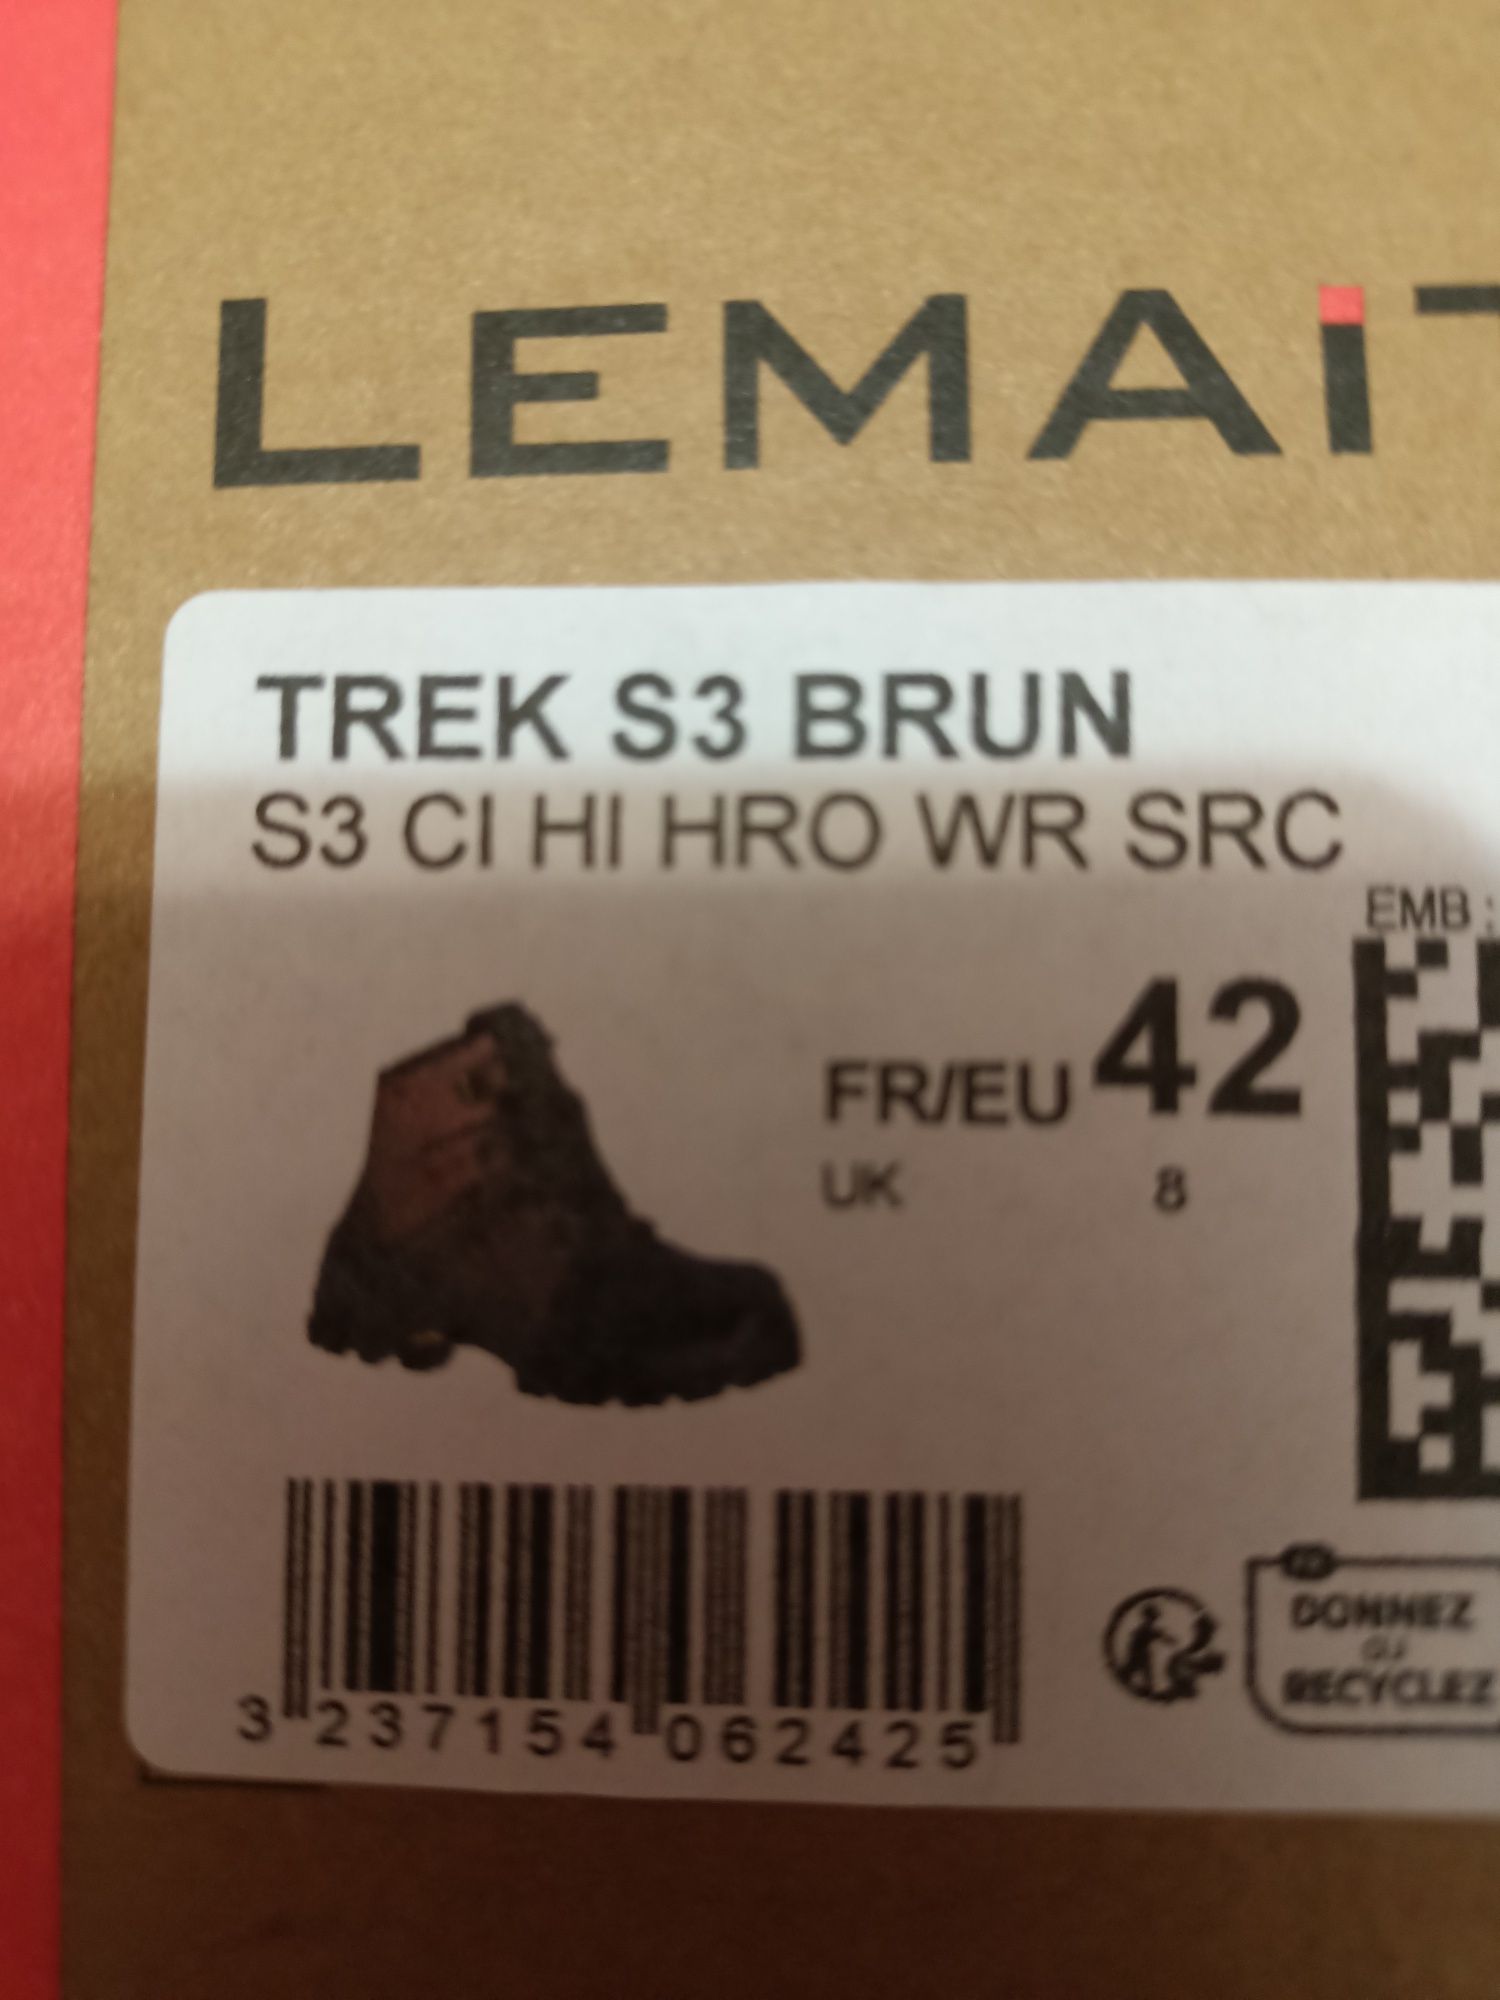 LEMAiT
TREK S3 BRUN
S3 CI HI HRO WR SRC
EMB :
FR/EU 42
UK 8
3 237154 062425
DONNEZ
OU
RECYCLEZ